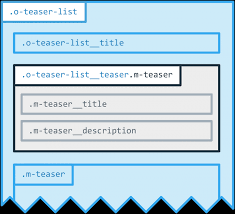 .o-teaser-list
.o-teaser-list__title
.o-teaser-list__teaser.m-teaser
.m-teaser__title
.m-teaser__description
.m-teaser